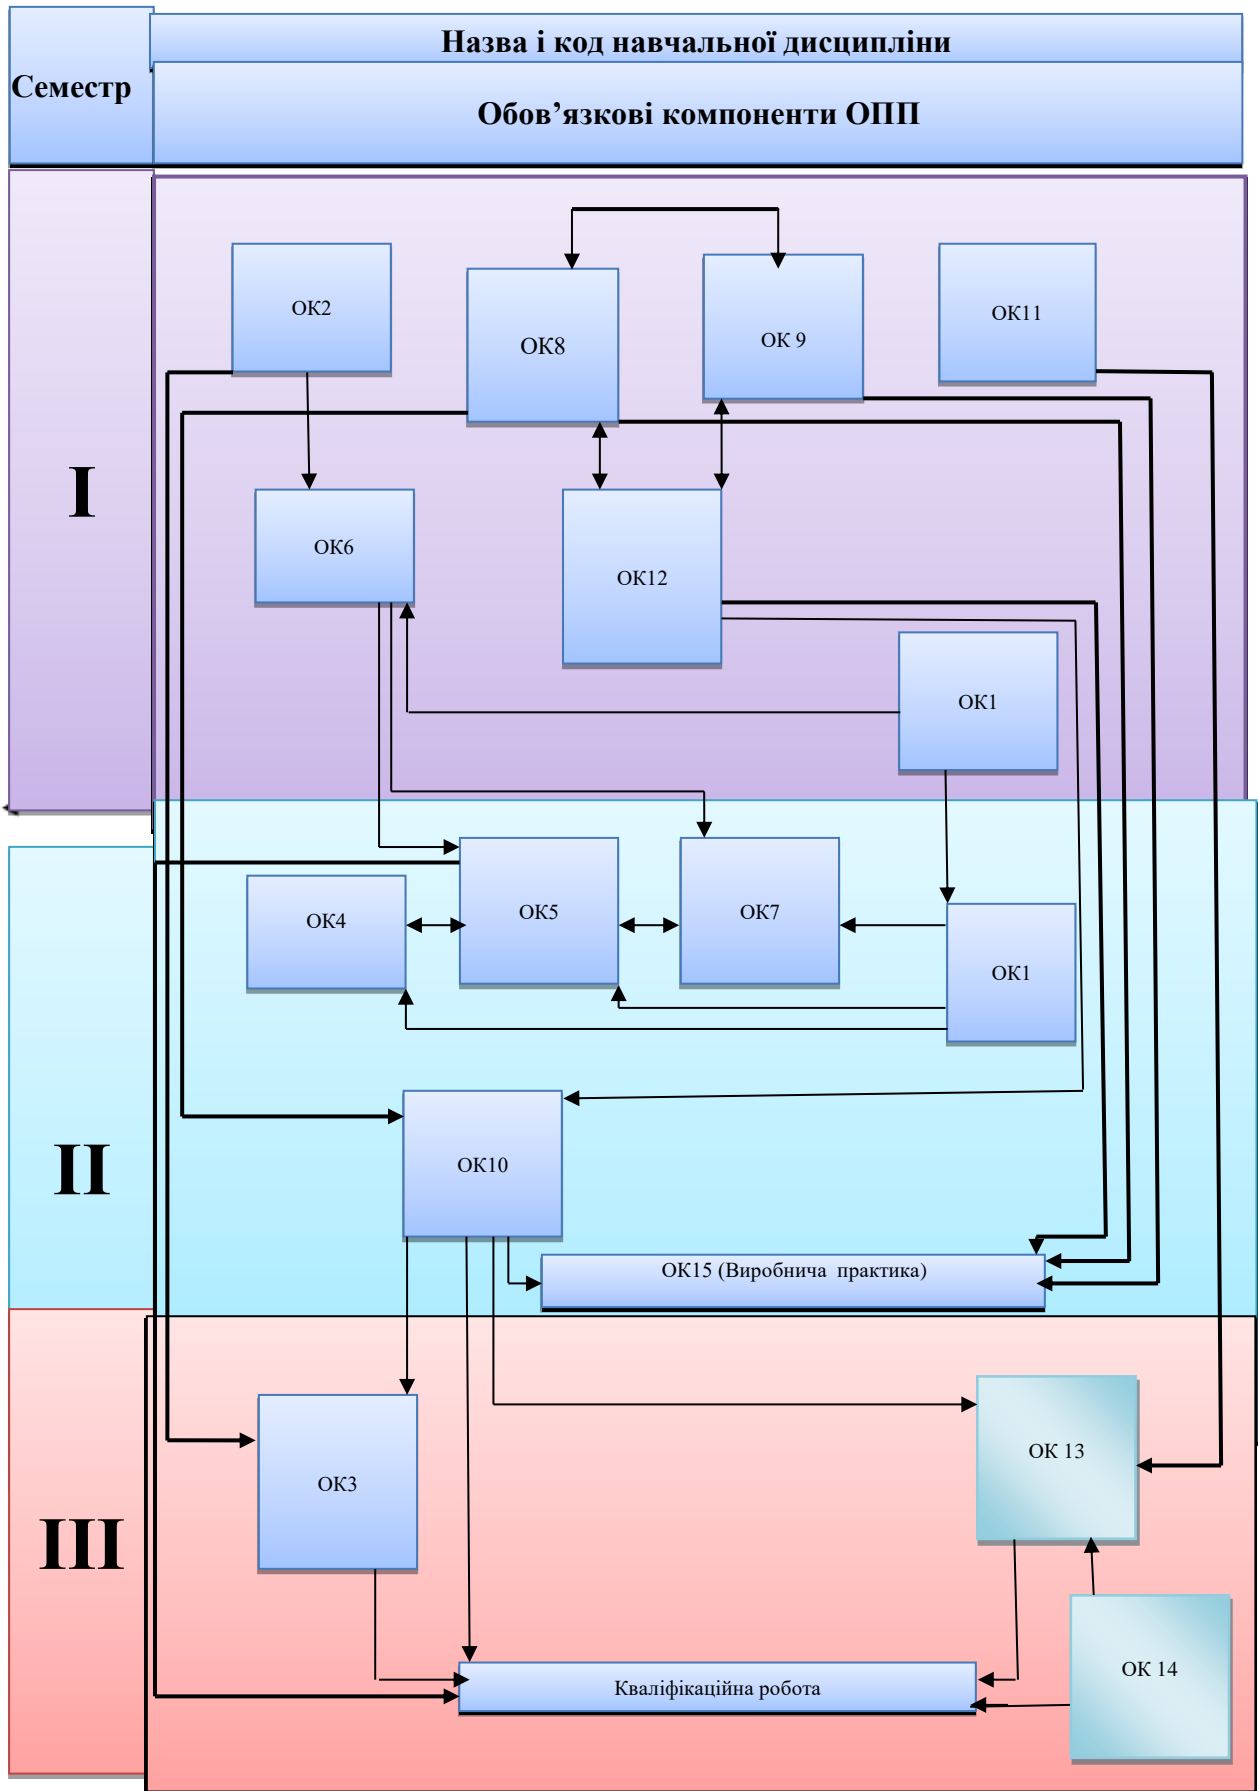 Семестр
Назва і код навчальної дисципліни
Обов’язкові компоненти ОПП
I
ОК2
ОК8
ОК 9
ОК11
ОК6
ОК12
ОК1
II
ОК4
ОК5
ОК7
ОК1
ОК10
ОК15 (Виробнича практика)
III
ОК3
ОК 13
ОК 14
Кваліфікаційна робота